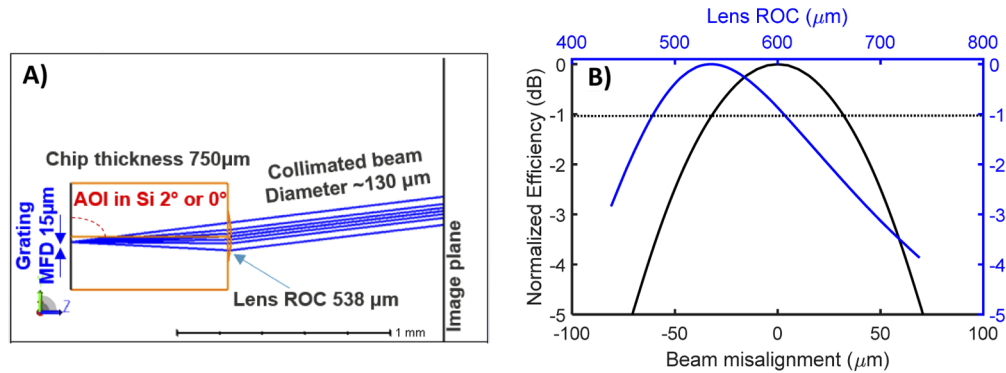 A)
Chip thickness 750μm
Collimated beam
Diameter ~130 μm
AOI in Si 2° or 0°
Grating
MFD 15μm
Lens ROC 538 μm
Image plane
Z
1 mm
B)
Lens ROC (μm)
400 500 600 700 800
Normalized Efficiency (dB)
0 0
-1 -1
-2 -2
-3 -3
-4 -4
-5 -5
-100 -50 0 50 100
Beam misalignment (μm)